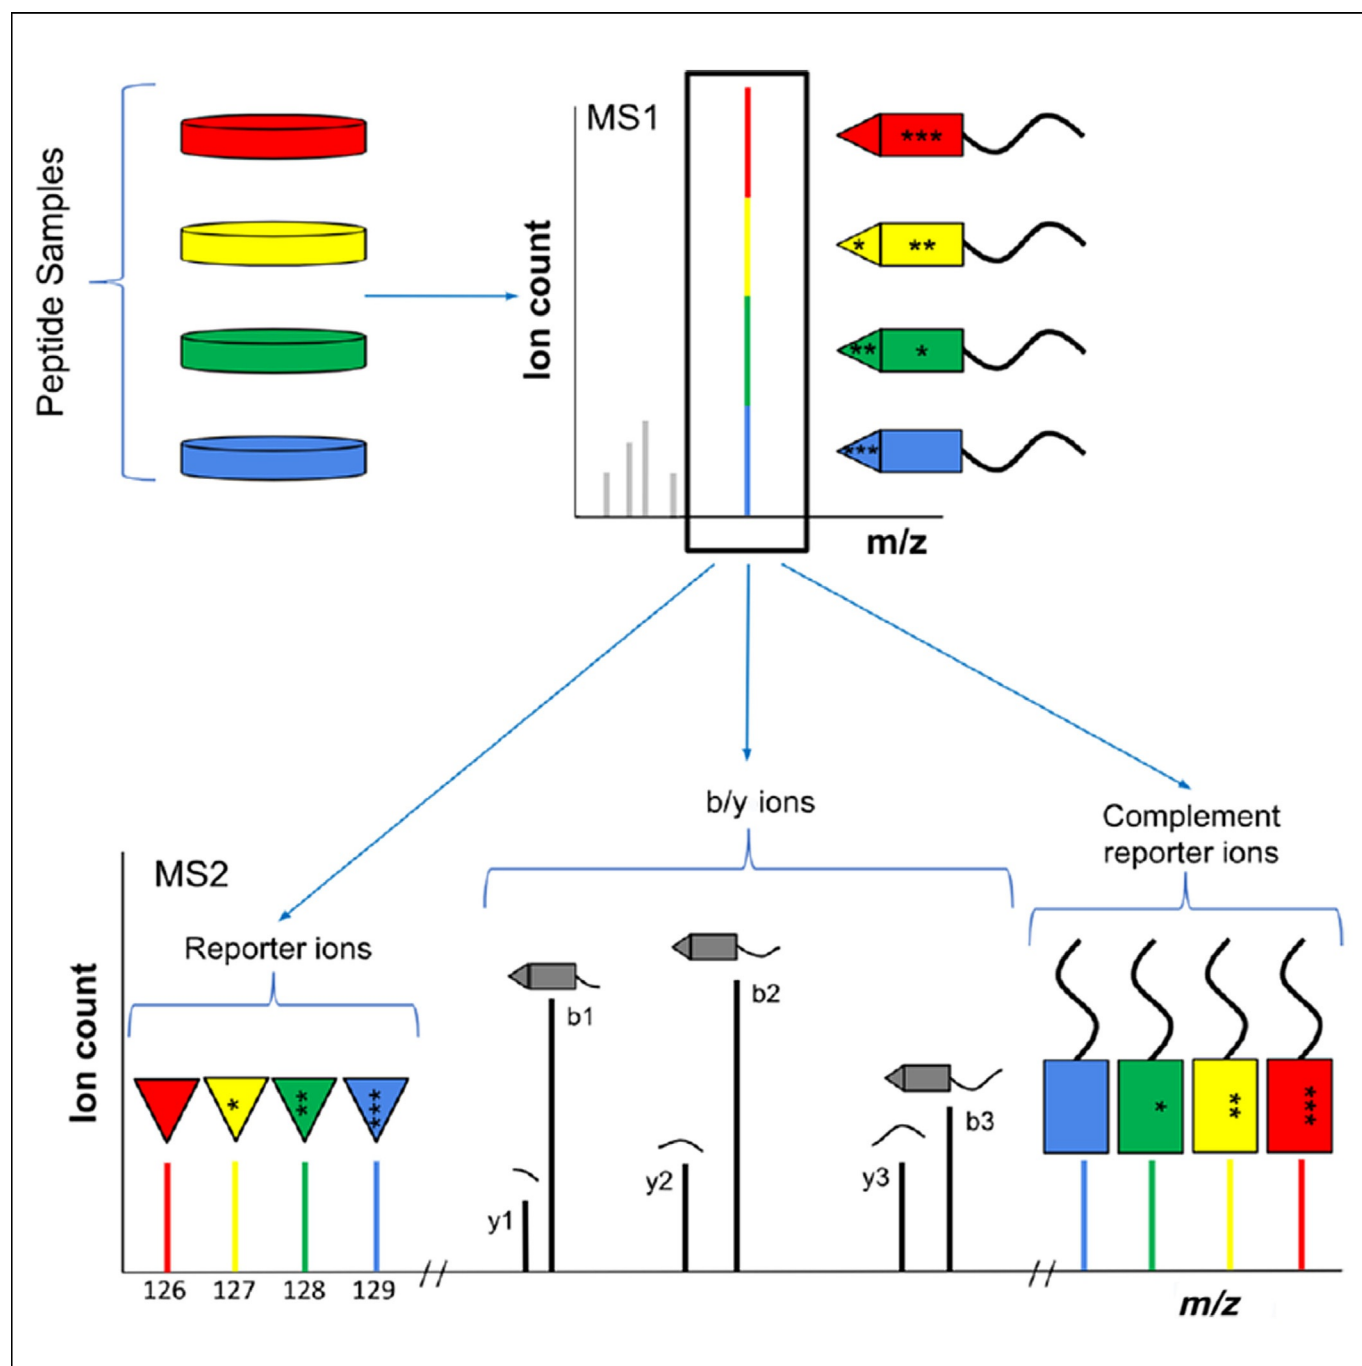 Peptide Samples
MS1
Ion count
m/z
***
*
**
**
*
***
b/y ions
Complement
reporter ions
MS2
Reporter ions
Ion count
*
**
***
b1
b2
b3
y1
y2
y3
*
**
***
126 127 128 129
//
//
m/z